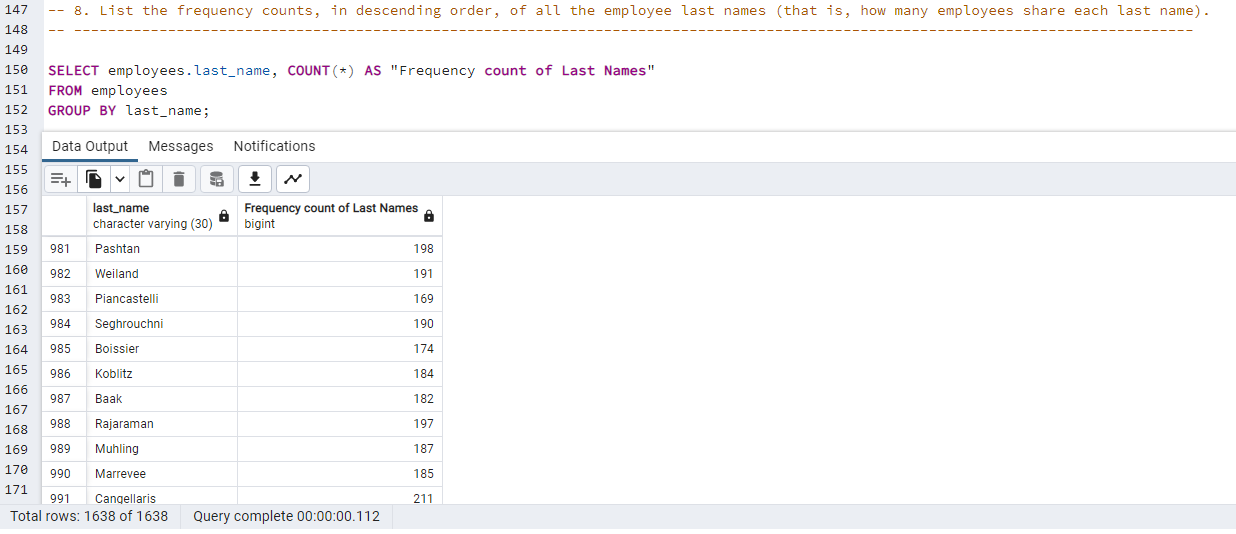 147 -- 8. List the frequency counts, in descending order, of all the employee last names (that is, how many employees share each last name).
148 -- -----------------------------------------------------------------------------------------------------------------------------------
149
150 SELECT employees.last_name, COUNT(*) AS "Frequency count of Last Names"
151 FROM employees
152 GROUP BY last_name;
153
154 Data Output Messages Notifications
155
156
157 last_name Frequency count of Last Names
158 character varying (30) bigint
159 981 Pashtan 198
160 982 Weiland 191
161 983 Piancastelli 169
162
163 984 Seghrouchni 190
164 985 Boissier 174
165 986 Koblitz 184
166 987 Baak 182
167
168 988 Rajaraman 197
169 989 Muhling 187
170 990 Marrevee 185
171 991 Cangellaris 211
Total rows: 1638 of 1638 Query complete 00:00:00.112